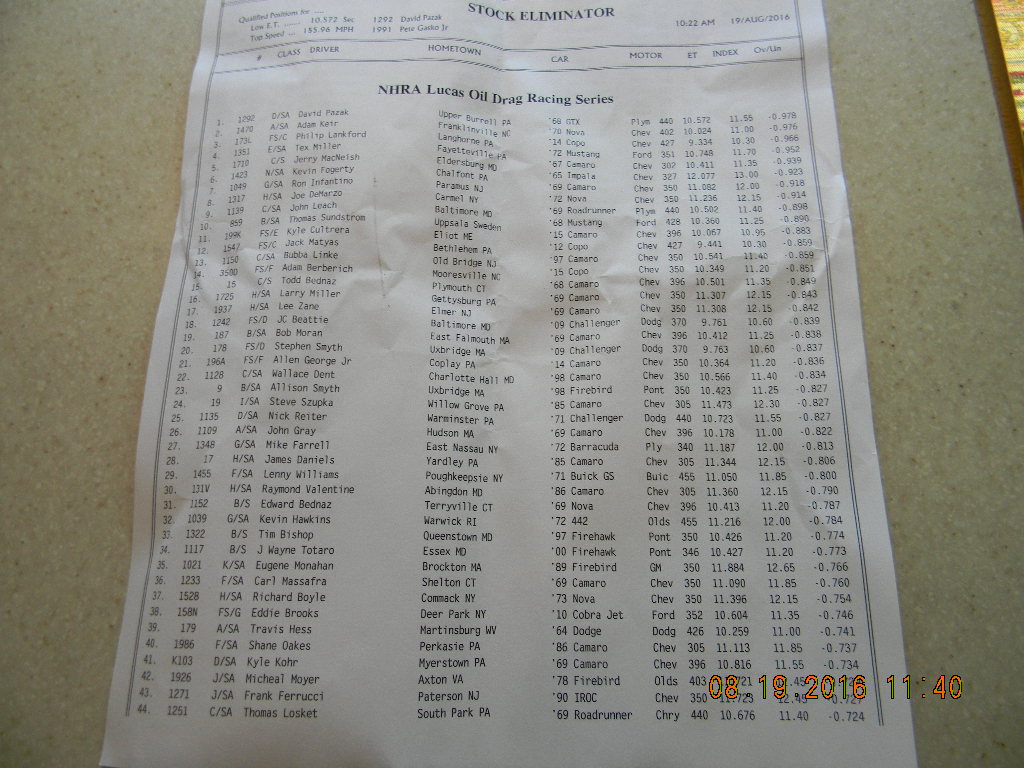 STOCK ELIMINATOR
Qualified Positions for ....
Low E.T. ........ 10.572 Sec 1292 David Pazak
Top Speed ... 155.96 MPH 1991 Pete Gasko Jr
10:22 AM 19/AUG/2016
# CLASS DRIVER HOMETOWN CAR MOTOR ET INDEX Ov/Un
NHRA Lucas Oil Drag Racing Series
1. 1292 D/SA David Pazak Upper Burrell PA '68 GTX Plym 440 10.572 11.55 -0.978
2. 1470 A/SA Adam Keir Franklinville NC '70 Nova Chev 402 10.024 11.00 -0.976
3. 173L FS/C Philip Lankford Langhorne PA '14 Copo Chev 427 9.334 10.30 -0.966
4. 1351 E/SA Tex Miller Fayetteville PA '72 Mustang Ford 351 10.748 11.70 -0.952
5. 1710 C/S Jerry MacNeish Eldersburg MD '67 Camaro Chev 302 10.411 11.35 -0.939
6. 1423 N/SA Kevin Fogerty Chalfont PA '65 Impala Chev 327 12.077 13.00 -0.923
7. 1049 G/SA Ron Infantino Paramus NJ '69 Camaro Chev 350 11.082 12.00 -0.918
8. 1317 H/SA Joe DeMarzo Carmel NY '72 Nova Chev 350 11.236 12.15 -0.914
9. 1139 C/SA John Leach Baltimore MD '69 Roadrunner Plym 440 10.502 11.40 -0.898
10. 859 B/SA Thomas Sundstrom Uppsala Sweden '68 Mustang Ford 428 10.360 11.25 -0.890
11. 199K FS/E Kyle Cultrera Eliot ME '15 Camaro Chev 396 10.067 10.95 -0.883
12. 1547 FS/C Jack Matyas Bethlehem PA '12 Copo Chev 427 9.441 10.30 -0.859
13. 1150 C/SA Bubba Linke Old Bridge NJ '97 Camaro Chev 350 10.541 11.40 -0.859
14. 350D FS/F Adam Berberich Mooresville NC '15 Copo Chev 350 10.349 11.20 -0.851
15. 15 C/S Todd Bednaz Plymouth CT '68 Camaro Chev 396 10.501 11.35 -0.849
16. 1725 H/SA Larry Miller Gettysburg PA '69 Camaro Chev 350 11.307 12.15 -0.843
17. 1937 H/SA Lee Zane Elmer NJ '69 Camaro Chev 350 11.308 12.15 -0.842
18. 1242 FS/D JC Beattie Baltimore MD '09 Challenger Dodg 370 9.761 10.60 -0.839
19. 187 B/SA Bob Moran East Falmouth MA '69 Camaro Chev 396 10.412 11.25 -0.838
20. 178 FS/D Stephen Smyth Uxbridge MA '09 Challenger Dodg 370 9.763 10.60 -0.837
21. 196A FS/F Allen George Jr Coplay PA '14 Camaro Chev 350 10.364 11.20 -0.836
22. 1128 C/SA Wallace Dent Charlotte Hall MD '98 Camaro Chev 350 10.566 11.40 -0.834
23. 9 B/SA Allison Smyth Uxbridge MA '98 Firebird Pont 350 10.423 11.25 -0.827
24. 19 I/SA Steve Szupka Willow Grove PA '85 Camaro Chev 305 11.473 12.30 -0.827
25. 1135 D/SA Nick Reiter Warminster PA '71 Challenger Dodg 440 10.723 11.55 -0.827
26. 1109 A/SA John Gray Hudson MA '69 Camaro Chev 396 10.178 11.00 -0.822
27. 1348 G/SA Mike Farrell East Nassau NY '72 Barracuda Ply 340 11.187 12.00 -0.813
28. 17 H/SA James Daniels Yardley PA '85 Camaro Chev 305 11.344 12.15 -0.806
29. 1455 F/SA Lenny Williams Poughkeepsie NY '71 Buick GS Buic 455 11.050 11.85 -0.800
30. 131V H/SA Raymond Valentine Abingdon MD '86 Camaro Chev 305 11.360 12.15 -0.790
31. 1152 B/S Edward Bednaz Terryville CT '69 Nova Chev 396 10.413 11.20 -0.787
32. 1039 G/SA Kevin Hawkins Warwick RI '72 442 Olds 455 11.216 12.00 -0.784
33. 1322 B/S Tim Bishop Queenstown MD '97 Firehawk Pont 350 10.426 11.20 -0.774
34. 1117 B/S J Wayne Totaro Essex MD '00 Firehawk Pont 346 10.427 11.20 -0.773
35. 1021 K/SA Eugene Monahan Brockton MA '89 Firebird GM 350 11.884 12.65 -0.766
36. 1233 F/SA Carl Massafra Shelton CT '69 Camaro Chev 350 11.090 11.85 -0.760
37. 1528 H/SA Richard Boyle Commack NY '73 Nova Chev 350 11.396 12.15 -0.754
38. 158N FS/G Eddie Brooks Deer Park NY '10 Cobra Jet Ford 352 10.604 11.35 -0.746
39. 179 A/SA Travis Hess Martinsburg WV '64 Dodge Dodg 426 10.259 11.00 -0.741
40. 1986 F/SA Shane Oakes Perkasie PA '86 Camaro Chev 305 11.113 11.85 -0.737
41. K103 D/SA Kyle Kohr Myerstown PA '69 Camaro Chev 396 10.816 11.55 -0.734
42. 1926 J/SA Micheal Moyer Axton VA '78 Firebird Olds 403
43. 1271 J/SA Frank Ferrucci Paterson NJ '90 IROC Chev 350 11.723 12.45 -0.727
44. 1251 C/SA Thomas Losket South Park PA '69 Roadrunner Chry 440 10.676 11.40 -0.724
08.19.2016 11:40